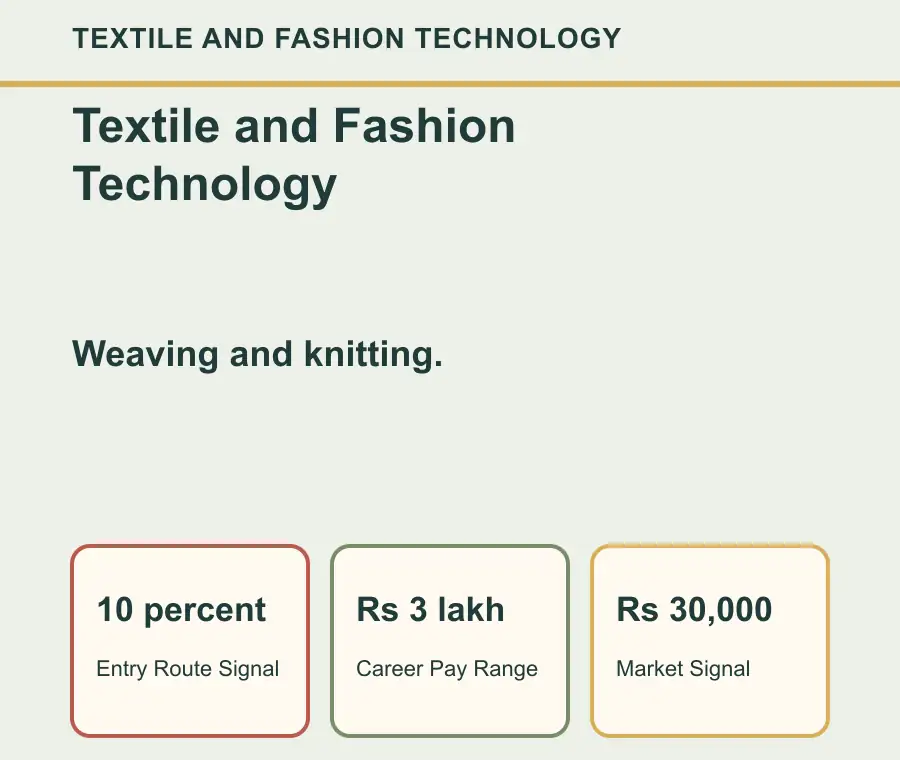 TEXTILE AND FASHION TECHNOLOGY
Textile and Fashion
Technology
Weaving and knitting.
10 percent
Entry Route Signal
Rs 3 lakh
Career Pay Range
Rs 30,000
Market Signal